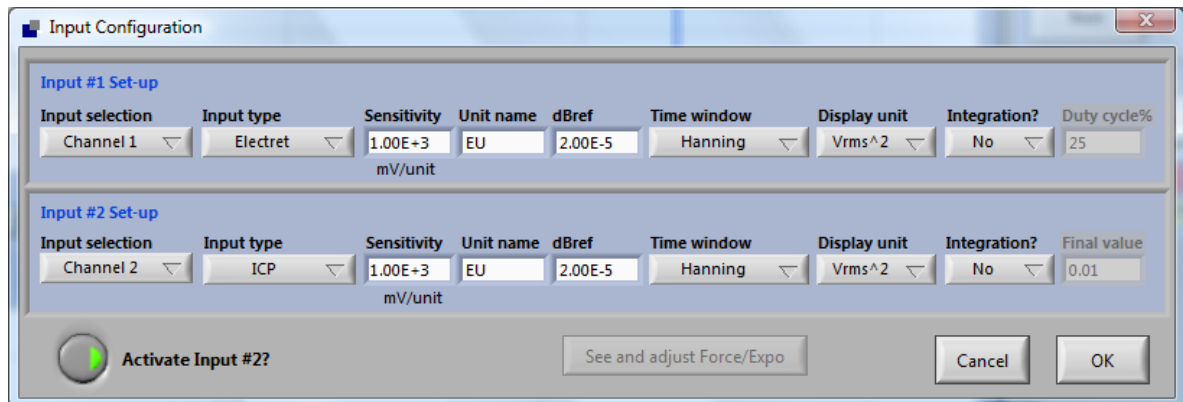 Input Configuration
Input #1 Set-up
Input selection Input type Sensitivity Unit name dBref Time window Display unit Integration? Duty cycle%
Channel 1 Electret 1.00E+3 EU 2.00E-5 Hanning Vrms^2 No 25
mV/unit
Input #2 Set-up
Input selection Input type Sensitivity Unit name dBref Time window Display unit Integration? Final value
Channel 2 ICP 1.00E+3 EU 2.00E-5 Hanning Vrms^2 No 0.01
mV/unit
Activate Input #2? See and adjust Force/Expo Cancel OK